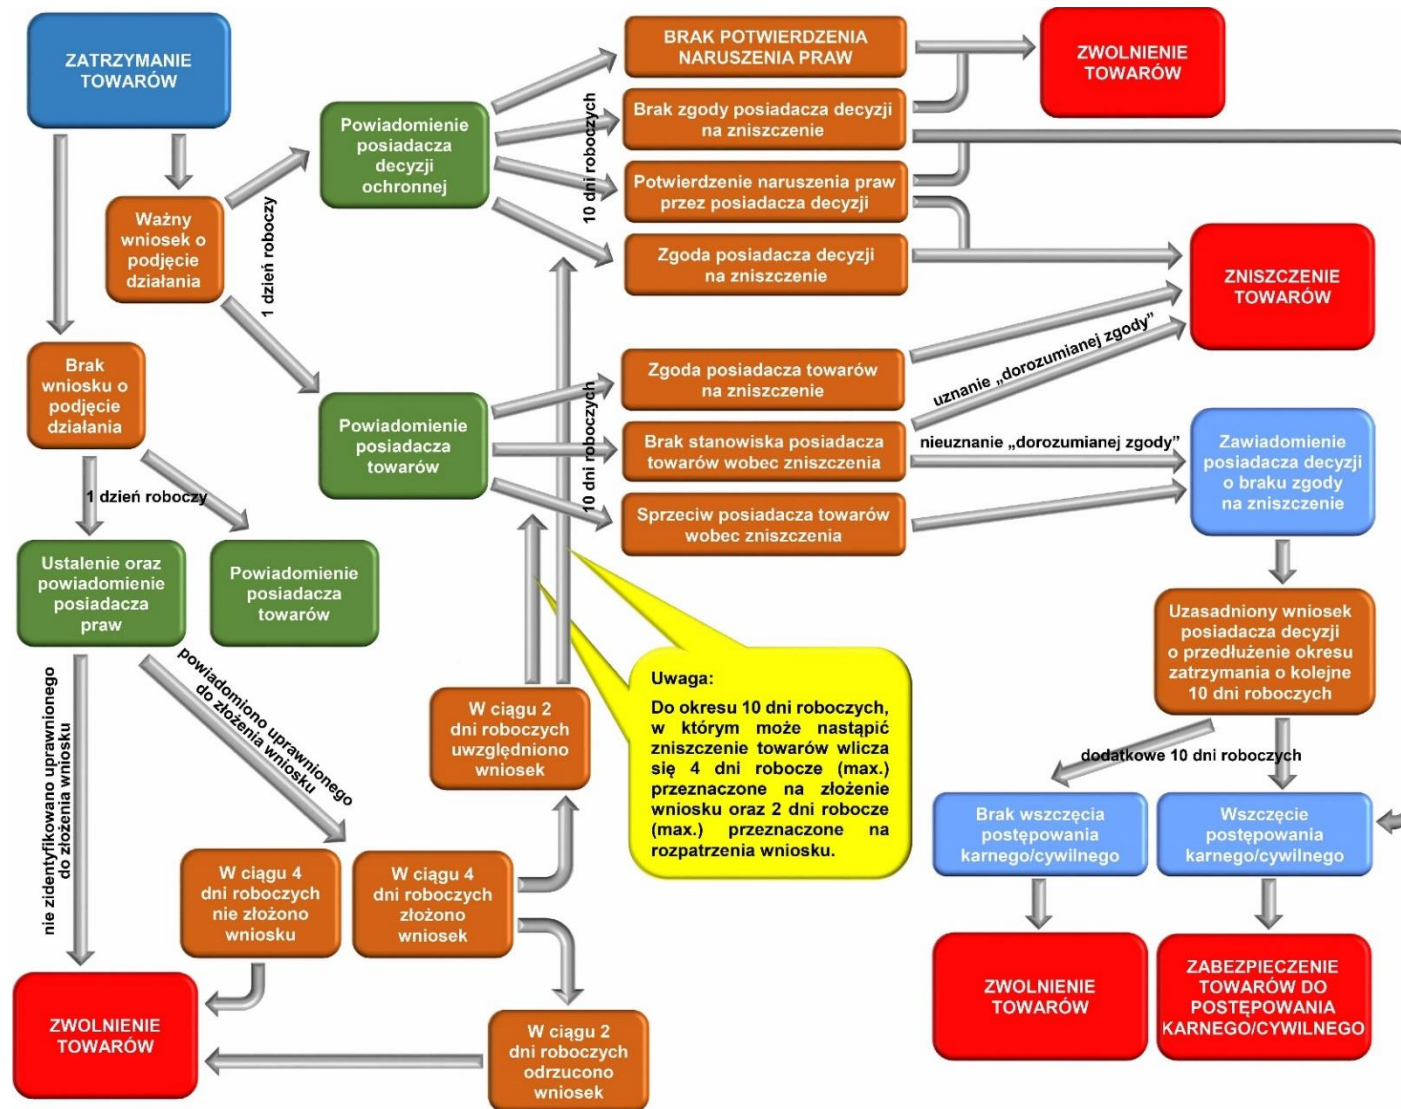 ZATRZYMANIE
TOWARÓW
BRAK POTWIERDZENIA
NARUSZENIA PRAW
ZWOLNIENIE
TOWARÓW
Powiadomienie
posiadacza
decyzji
ochronnej
10 dni roboczych
Brak zgody posiadacza decyzji
na zniszczenie
Potwierdzenie naruszenia praw
przez posiadacza decyzji
Zgoda posiadacza decyzji
na zniszczenie
Ważny
wniosek o
podjęcie
działania
1 dzień roboczy
ZNISZCZENIE
TOWARÓW
Brak
wniosku o
podjęcie
działania
Powiadomienie
posiadacza
towarów
10 dni roboczych
Zgoda posiadacza towarów
na zniszczenie
Brak stanowiska posiadacza
towarów wobec zniszczenia
Sprzeciw posiadacza towarów
wobec zniszczenia
uznanie „dorozumianej zgody”
nieuznanie „dorozumianej zgody”
Zawiadomienie
posiadacza decyzji
o braku zgody
na zniszczenie
1 dzień roboczy
Ustalenie oraz
powiadomienie
posiadacza
praw
Powiadomienie
posiadacza
towarów
Uzasadniony wniosek
posiadacza decyzji
o przedłużenie okresu
zatrzymania o kolejne
10 dni roboczych
nie zidentyfikowano uprawnionego
do złożenia wniosku
powiadomiono uprawnionego
do złożenia wniosku
W ciągu 2
dni roboczych
uwzględniono
wniosek
Uwaga:
Do okresu 10 dni roboczych,
w którym może nastąpić
zniszczenie towarów wlicza
się 4 dni robocze (max.)
przeznaczone na złożenie
wniosku oraz 2 dni robocze
(max.) przeznaczone na
rozpatrzenia wniosku.
dodatkowe 10 dni roboczych
Brak wszczęcia
postępowania
karnego/cywilnego
Wszczęcie
postępowania
karnego/cywilnego
W ciągu 4
dni roboczych
nie złożono
wniosku
W ciągu 4
dni roboczych
złożono
wniosek
ZWOLNIENIE
TOWARÓW
W ciągu 2
dni roboczych
odrzucono
wniosek
ZWOLNIENIE
TOWARÓW
ZABEZPIECZENIE
TOWARÓW DO
POSTĘPOWANIA
KARNEGO/CYWILNEGO